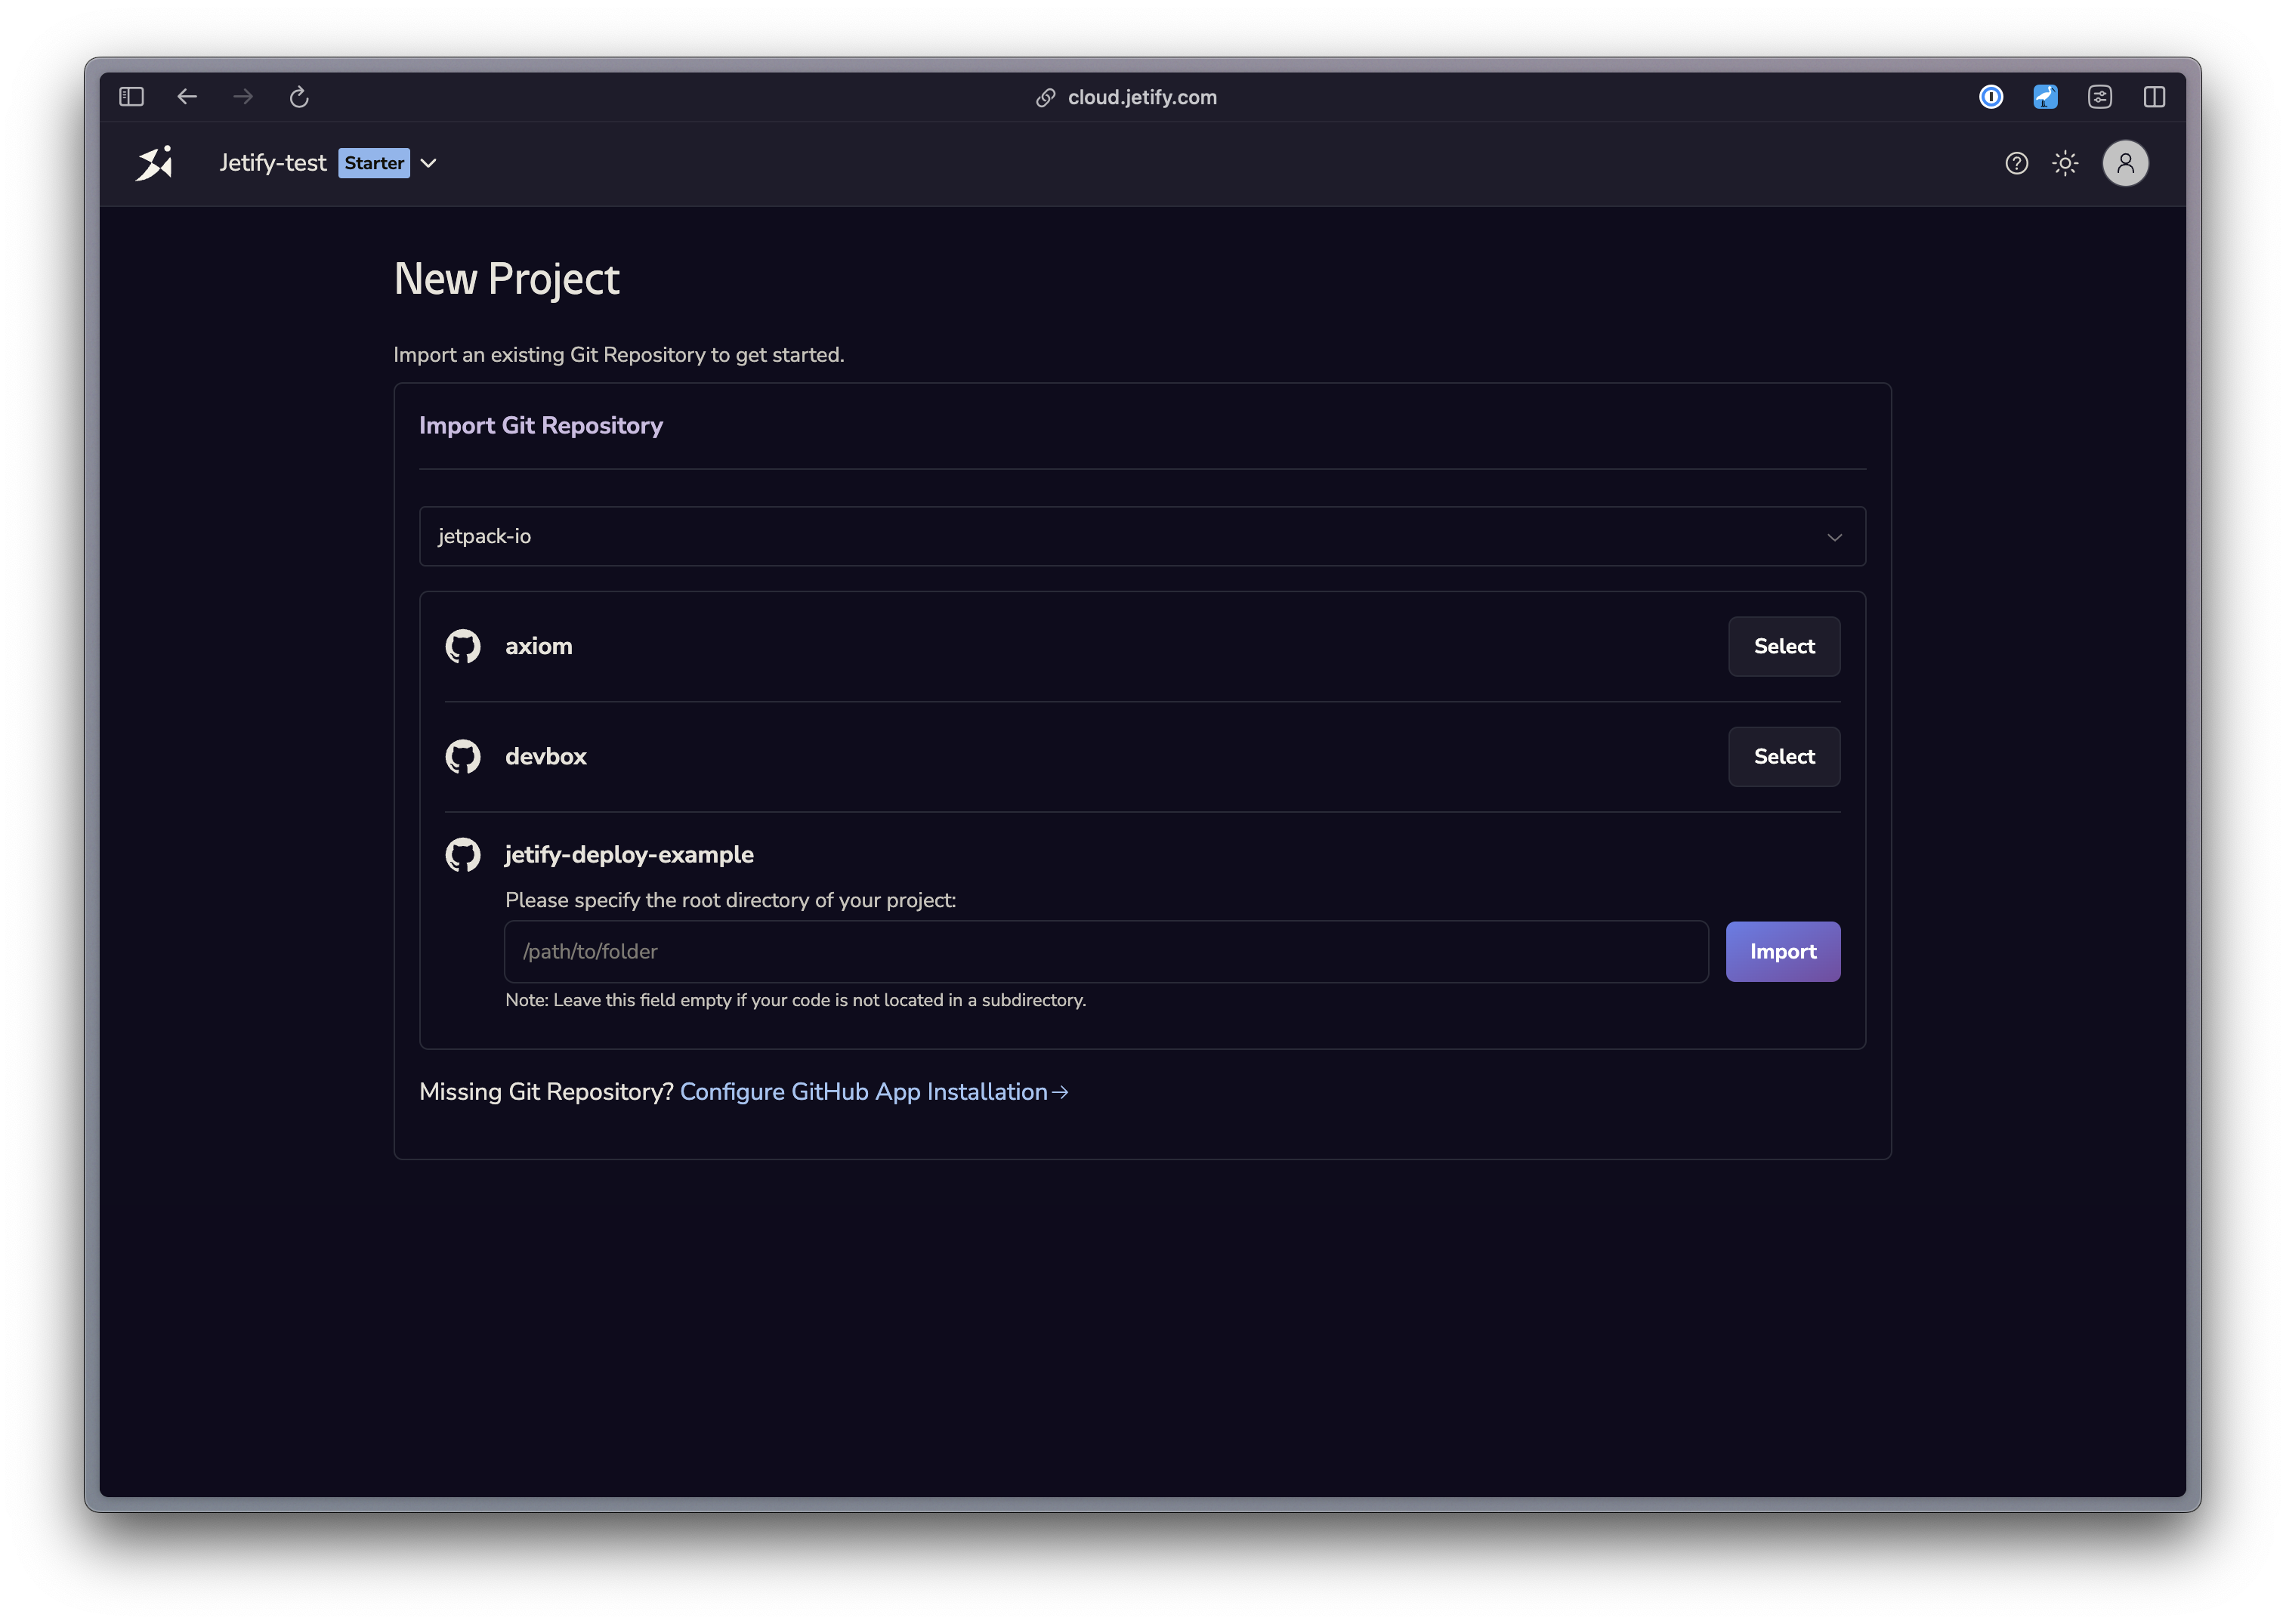 cloud.jetify.com
Jetify-test Starter
New Project
Import an existing Git Repository to get started.
Import Git Repository
jetpack-io
axiom
Select
devbox
Select
jetify-deploy-example
Please specify the root directory of your project:
/path/to/folder
Import
Note: Leave this field empty if your code is not located in a subdirectory.
Missing Git Repository? Configure GitHub App Installation→